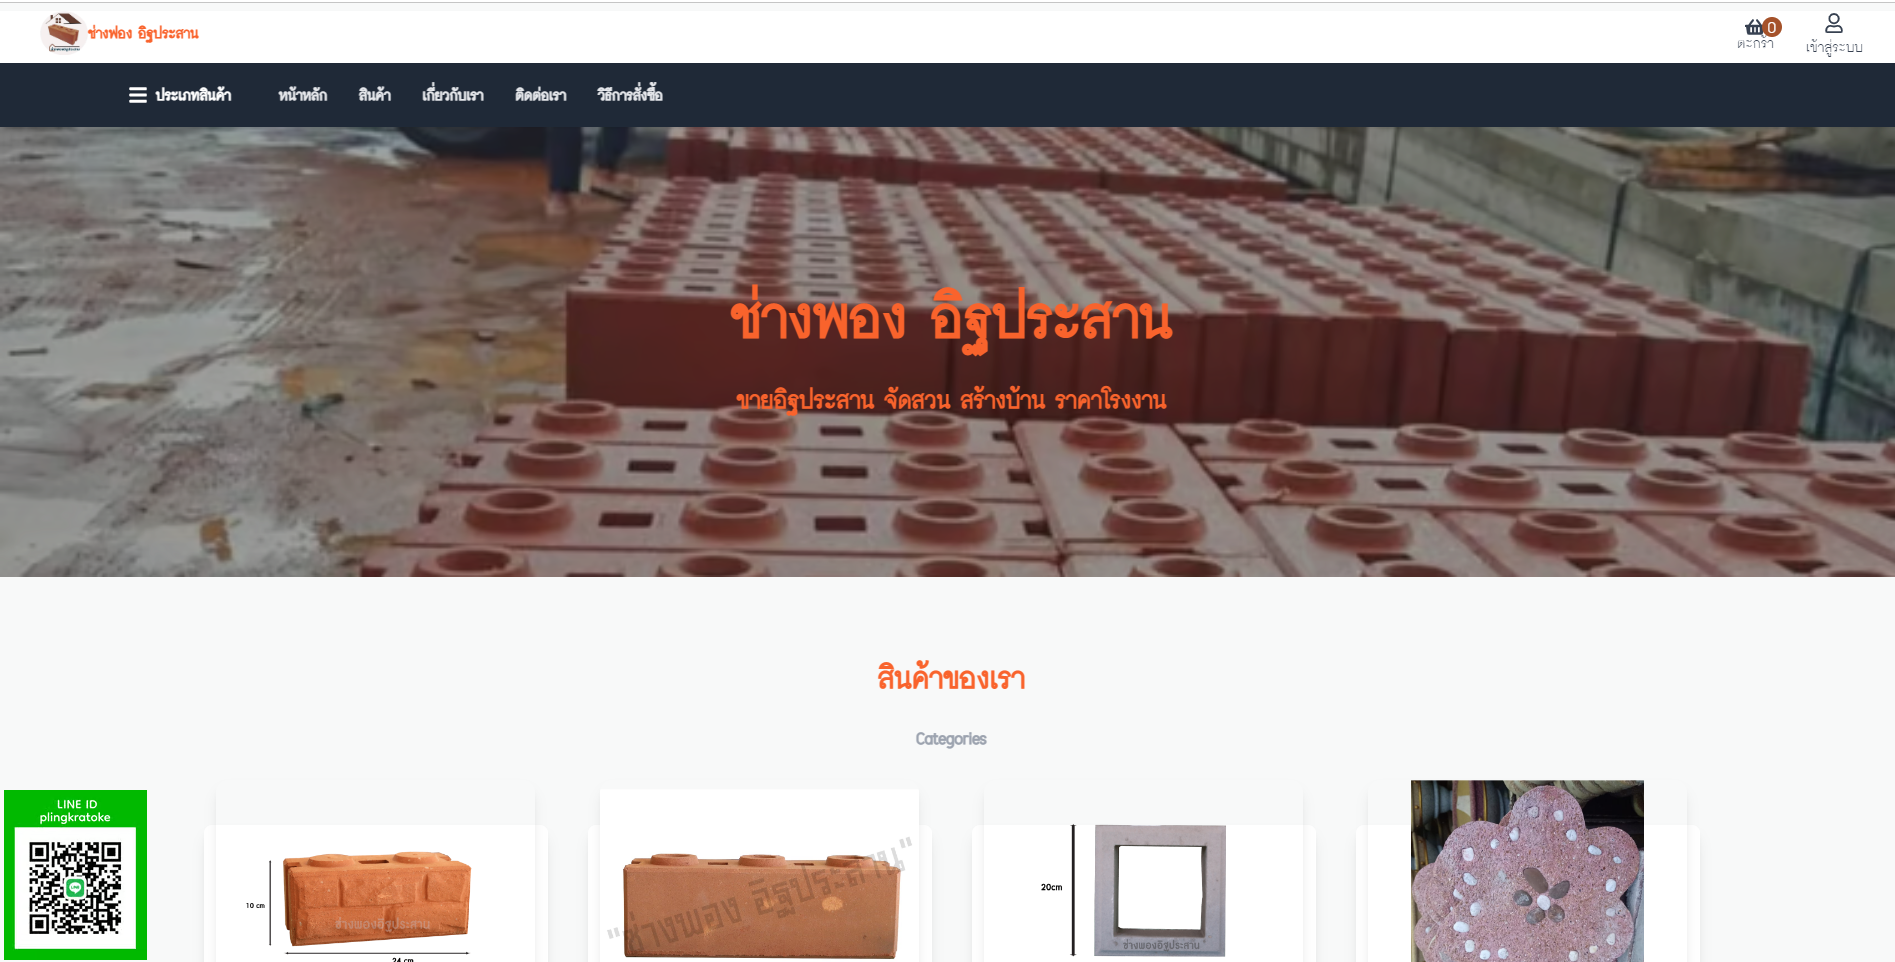 ช่างฟอง อิฐประสาน
0
ตะกร้า
เข้าสู่ระบบ
ประเภทสินค้า
หน้าหลัก
สินค้า
เกี่ยวกับเรา
ติดต่อเรา
วิธีการสั่งซื้อ
ช่างพอง อิฐประสาน
ขายอิฐประสาน จัดสวน สร้างบ้าน ราคาโรงงาน
สินค้าของเรา
Categories
LINE ID
plingkratoke
10 cm
ช่างพองอิฐประสาน
24 cm
"ช่างพอง อิฐประสาน"
20cm
ช่างพองอิฐประสาน